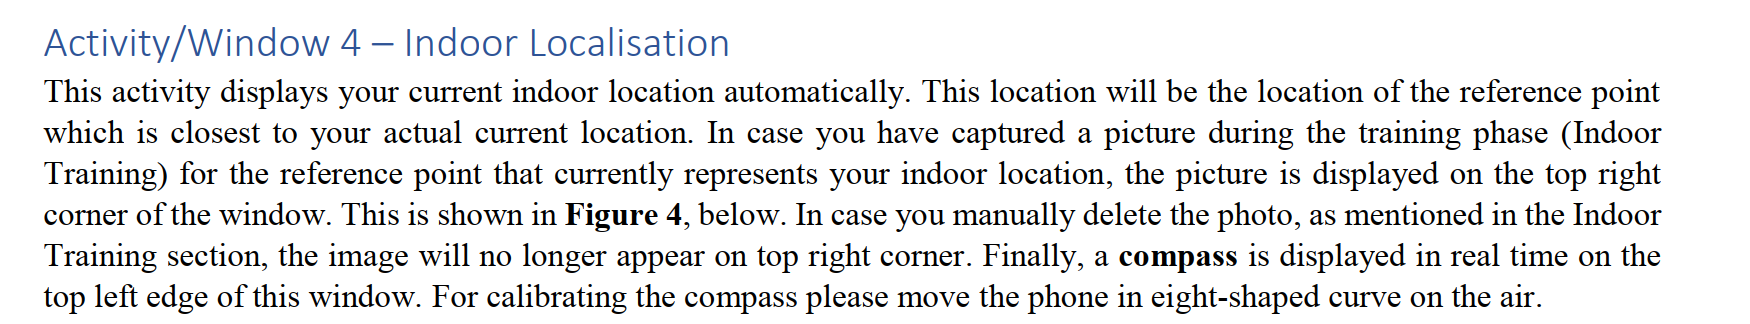 Activity/Window 4 – Indoor Localisation
This activity displays your current indoor location automatically. This location will be the location of the reference point
which is closest to your actual current location. In case you have captured a picture during the training phase (Indoor
Training) for the reference point that currently represents your indoor location, the picture is displayed on the top right
corner of the window. This is shown in Figure 4, below. In case you manually delete the photo, as mentioned in the Indoor
Training section, the image will no longer appear on top right corner. Finally, a compass is displayed in real time on the
top left edge of this window. For calibrating the compass please move the phone in eight-shaped curve on the air.